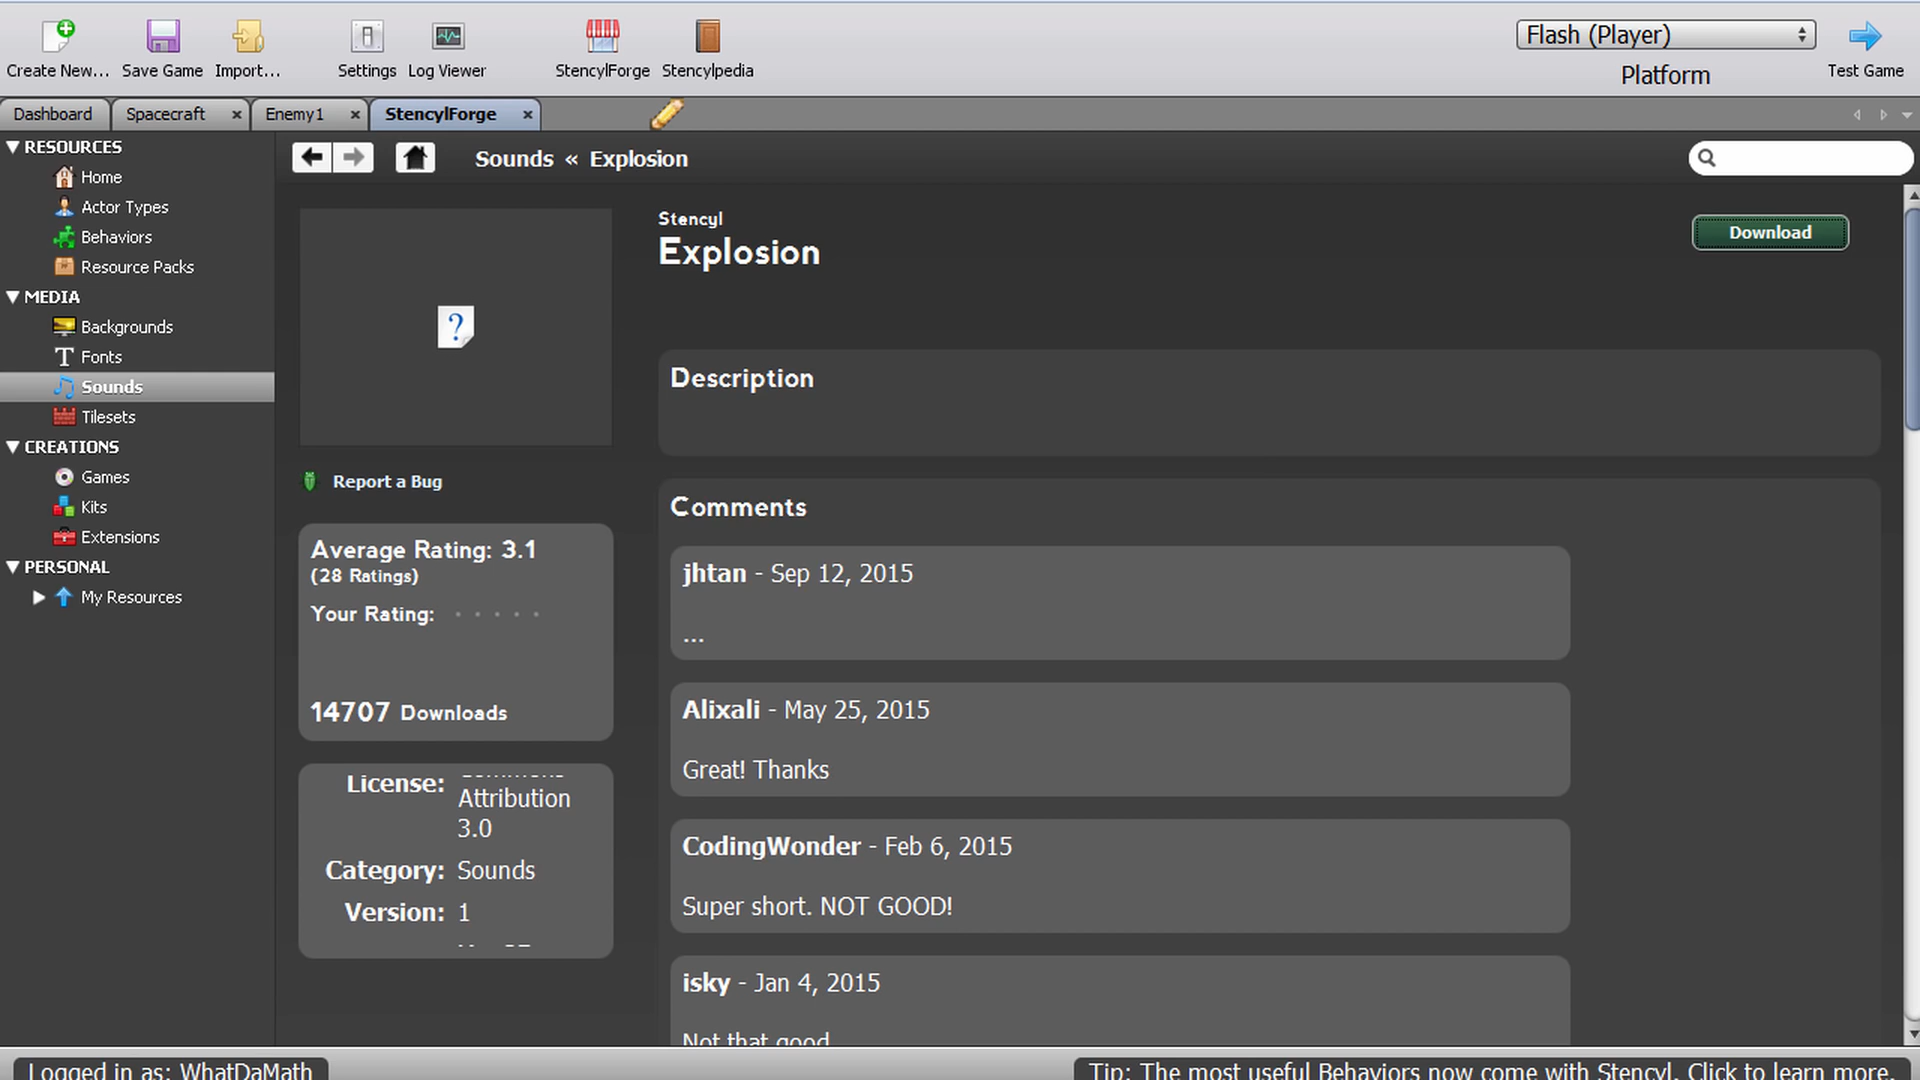 Create New...
Save Game
Import...
Settings
Log Viewer
StencylForge
Stencylpedia
Flash (Player)
Platform
Test Game
Dashboard
Spacecraft
Enemy1
StencylForge
RESOURCES
Home
Actor Types
Behaviors
Resource Packs
MEDIA
Backgrounds
Fonts
Sounds
Tilesets
CREATIONS
Games
Kits
Extensions
PERSONAL
My Resources
Sounds « Explosion
Stencyl
Explosion
Download
?
Report a Bug
Average Rating: 3.1
(28 Ratings)
Your Rating:
14707 Downloads
License:
Attribution
3.0
Category: Sounds
Version: 1
Description
Comments
jhtan - Sep 12, 2015
...
Alixali - May 25, 2015
Great! Thanks
CodingWonder - Feb 6, 2015
Super short. NOT GOOD!
isky - Jan 4, 2015
Not that good
Logged in as: WhatDaMath
Tip: The most useful Behaviors now come with Stencyl. Click to learn more.